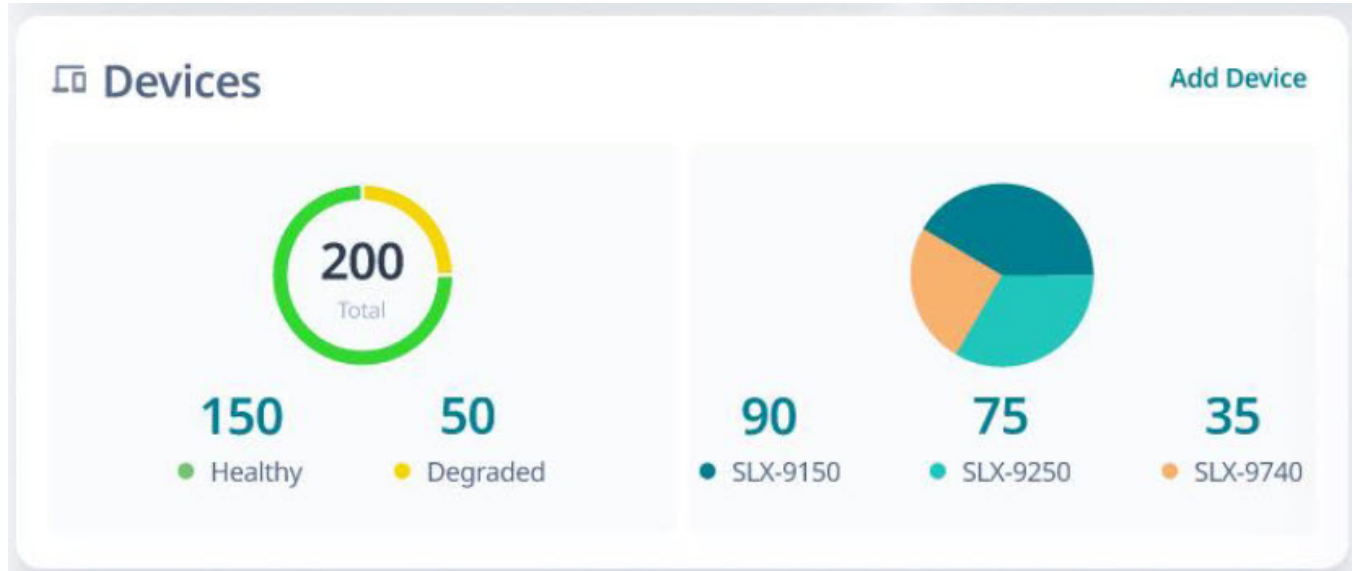 Devices
Add Device
200
Total
150
50
Healthy
Degraded
90
75
35
SLX-9150
SLX-9250
SLX-9740